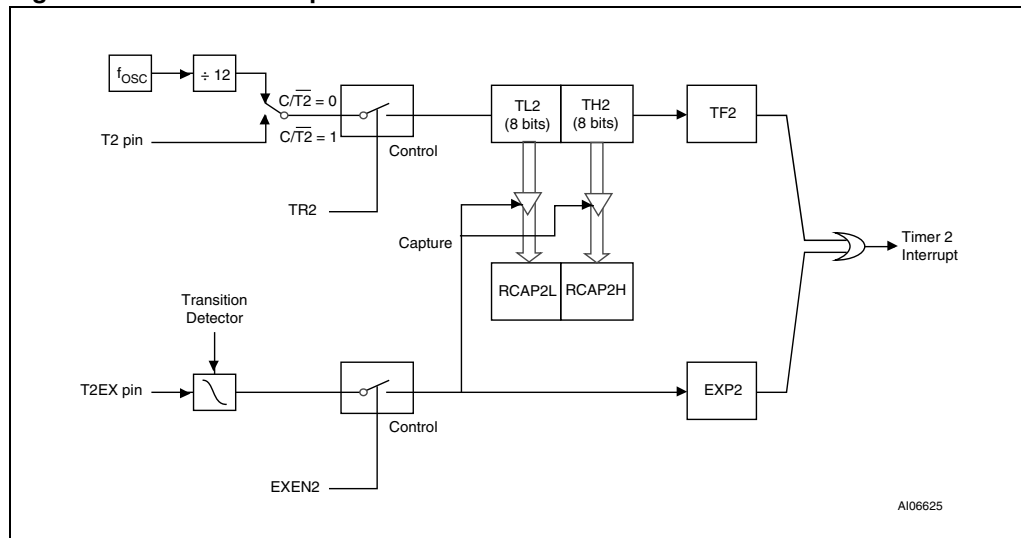 fOSC
÷ 12
C/T2 = 0
T2 pin
C/T2 = 1
Control
TR2
TL2
(8 bits)
TH2
(8 bits)
TF2
Capture
RCAP2L
RCAP2H
Timer 2
Interrupt
Transition
Detector
T2EX pin
Control
EXP2
EXEN2
AI06625